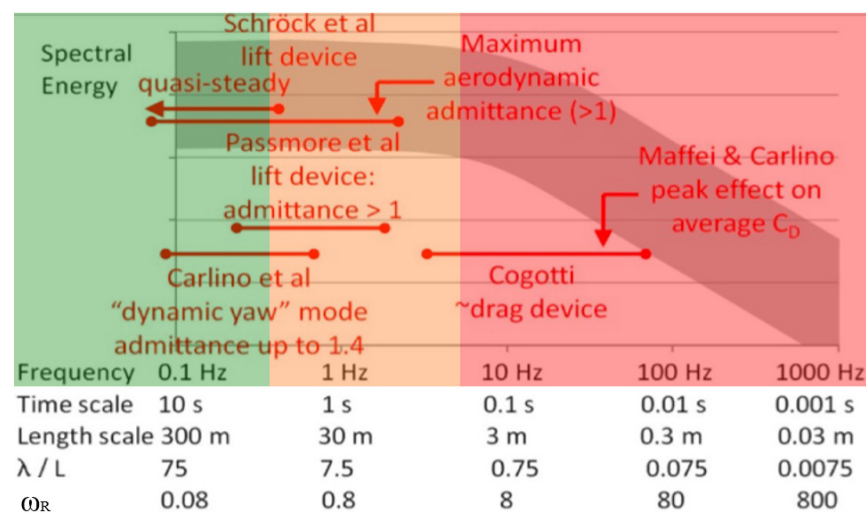 Schröck et al
lift device
Spectral
Energy
quasi-steady
Maximum
aerodynamic
admittance (>1)
Passmore et al
lift device:
admittance > 1
Maffei & Carlino
peak effect on
average CD
Carlino et al
“dynamic yaw” mode
admittance up to 1.4
Cogotti
~drag device
Frequency 0.1 Hz 1 Hz 10 Hz 100 Hz 1000 Hz
Time scale 10 s 1 s 0.1 s 0.01 s 0.001 s
Length scale 300 m 30 m 3 m 0.3 m 0.03 m
λ / L 75 7.5 0.75 0.075 0.0075
ωR 0.08 0.8 8 80 800